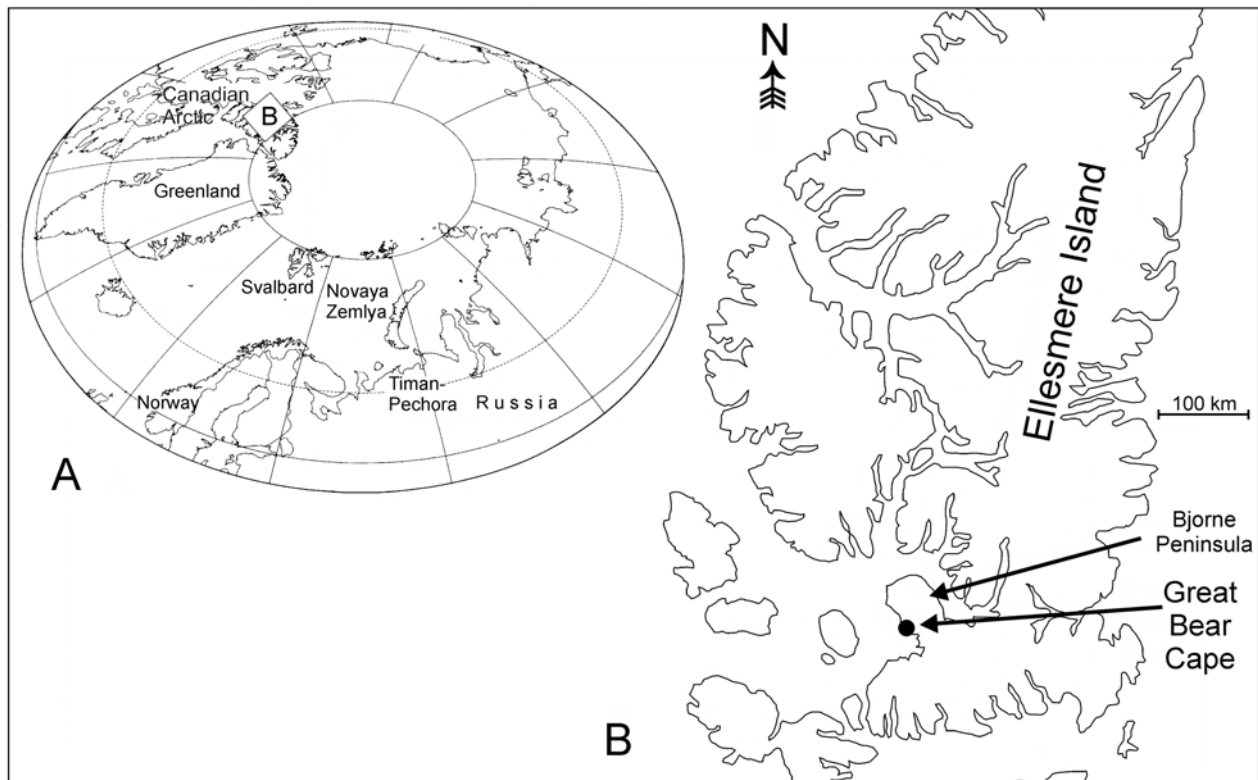 Canadian
Arctic
B
Greenland
Svalbard
Novaya
Zemlya
Norway
Timan-
Pechora
Russia
A
N
Ellesmere Island
100 km
Bjorne
Peninsula
Great
Bear
Cape
B